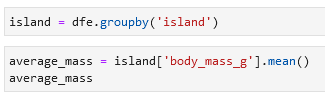 island = dfe.groupby('island')
average_mass = island['body_mass_g'].mean()
average_mass